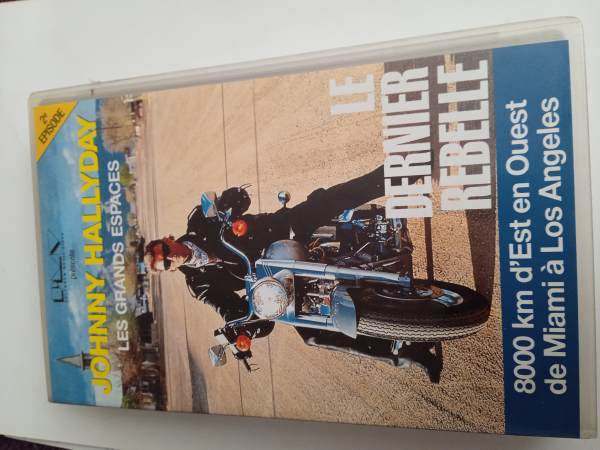 présente
JOHNNY HALLYDAY
LES GRANDS ESPACES
2e EPISODE
LE
DERNIER
REBELLE
8000 km d'Est en Ouest
de Miami à Los Angeles